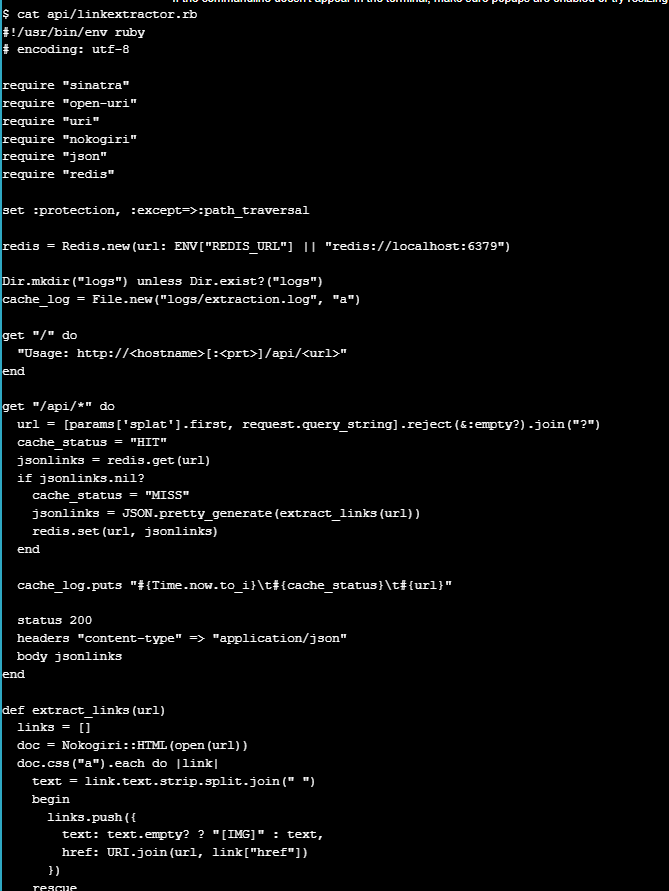 If the commandline doesn't appear in the terminal, make sure popups are enabled or try resizing
$ cat api/linkextractor.rb
#!/usr/bin/env ruby
# encoding: utf-8
require "sinatra"
require "open-uri"
require "uri"
require "nokogiri"
require "json"
require "redis"
set :protection, :except=>:path_traversal
redis = Redis.new(url: ENV["REDIS_URL"] || "redis://localhost:6379")
Dir.mkdir("logs") unless Dir.exist?("logs")
cache_log = File.new("logs/extraction.log", "a")
get "/" do
  "Usage: http://<hostname>[:<prt>]/api/<url>"
end
get "/api/*" do
  url = [params['splat'].first, request.query_string].reject(&:empty?).join("?")
  cache_status = "HIT"
  jsonlinks = redis.get(url)
  if jsonlinks.nil?
    cache_status = "MISS"
    jsonlinks = JSON.pretty_generate(extract_links(url))
    redis.set(url, jsonlinks)
  end
  cache_log.puts "#{Time.now.to_i}\t#{cache_status}\t#{url}"
  status 200
  headers "content-type" => "application/json"
  body jsonlinks
end
def extract_links(url)
  links = []
  doc = Nokogiri::HTML(open(url))
  doc.css("a").each do |link|
    text = link.text.strip.split.join(" ")
    begin
      links.push({
        text: text.empty? ? "[IMG]" : text,
        href: URI.join(url, link["href"])
      })
    rescue